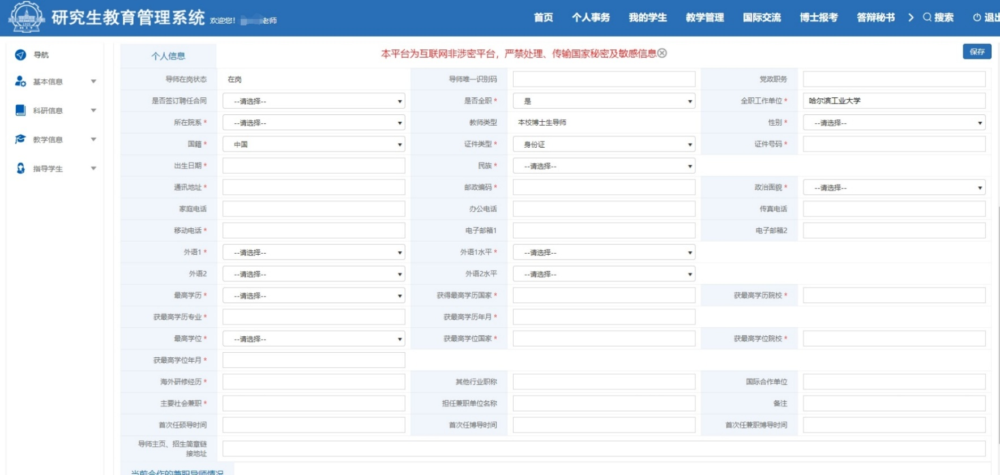 研究生教育管理系统 欢迎您! 老师 首页 个人事务 我的学生 教学管理 国际交流 博士报考 答辩秘书 搜索 退出
导航
基本信息
科研信息
教学信息
指导学生
个人信息 本平台为互联网非涉密平台，严禁处理、传输国家秘密及敏感信息 保存
导师在岗状态 在岗 导师唯一识别码 党政职务
是否签订聘任合同 --请选择-- 是否全职 * 是 全职工作单位 * 哈尔滨工业大学
所在院系 * --请选择-- 教师类型 本校博士生导师 性别 * --请选择--
国籍 * 中国 证件类型 * 身份证 证件号码 *
出生日期 * 民族 * --请选择--
通讯地址 * 邮政编码 * 政治面貌 * --请选择--
家庭电话 办公电话 传真电话
移动电话 * 电子邮箱1 电子邮箱2
外语1 * --请选择-- 外语1水平 * --请选择--
外语2 --请选择-- 外语2水平 --请选择--
最高学历 * --请选择-- 获得最高学历国家 * 获最高学历院校 *
获最高学历专业 * 获最高学历年月 *
最高学位 * --请选择-- 获最高学位国家 * 获最高学位院校 *
获最高学位年月 *
海外研修经历 * 其他行业职称 国际合作单位
主要社会兼职 * 担任兼职单位名称 备注
首次任硕导时间 首次任博导时间 首次任兼职博导时间
导师主页、招生简章链
接地址
当前合作的兼职导师情况